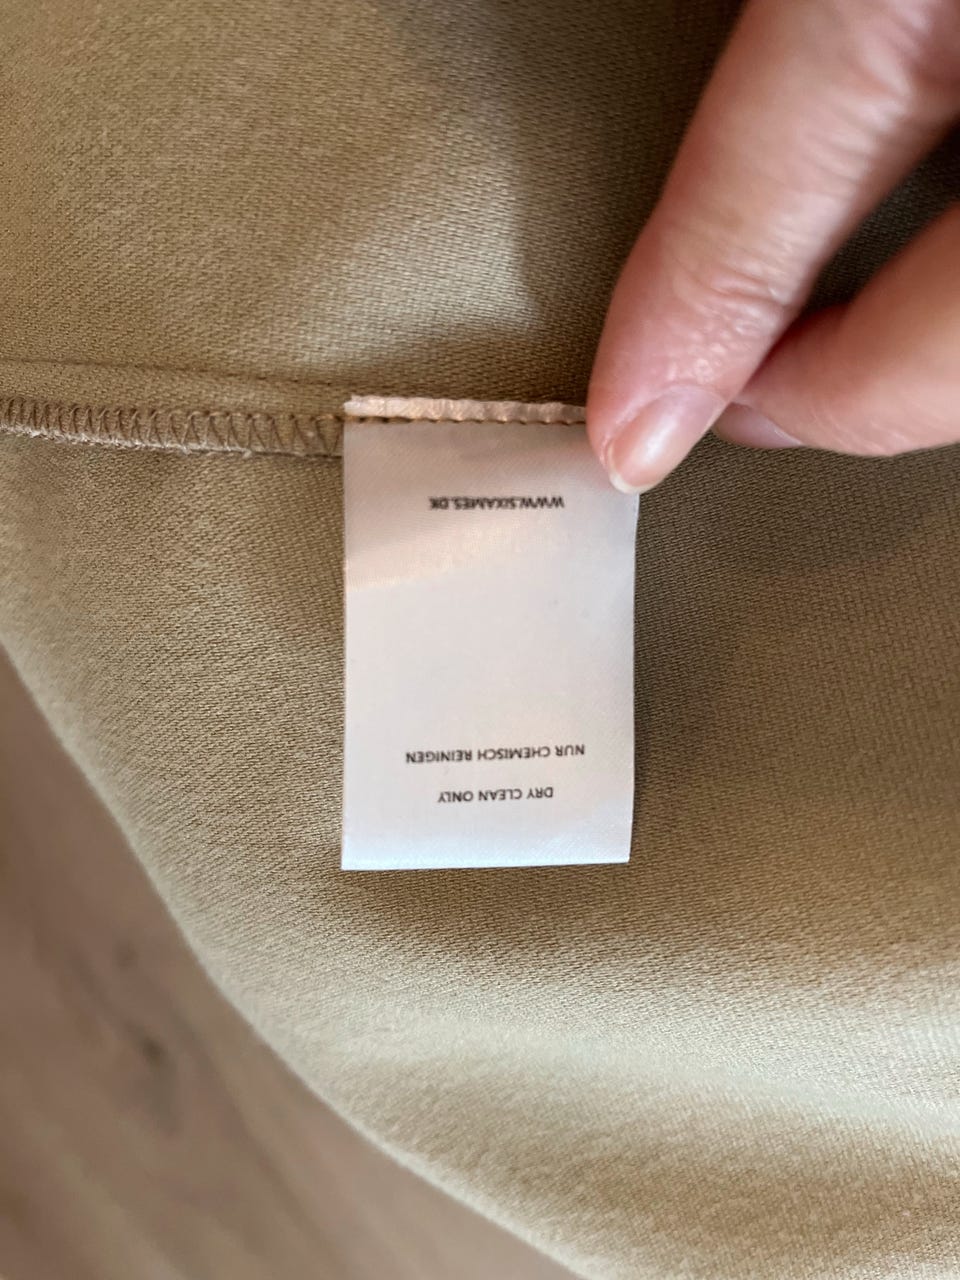 DRY CLEAN ONLY
NUR CHEMISCH REINIGEN
WWW.SIXAMES.DK